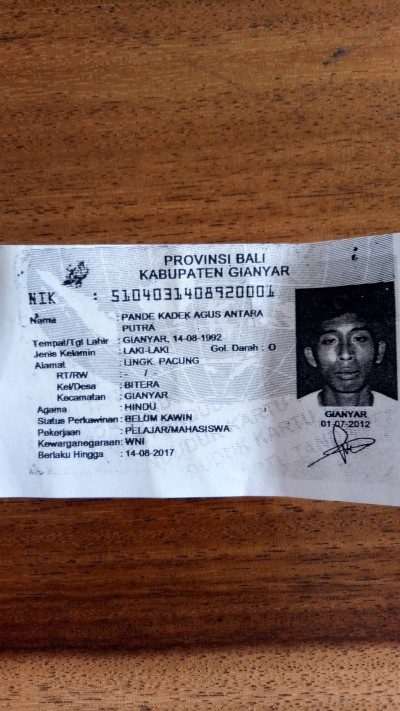 PROVINSI BALI
KABUPATEN GIANYAR
NIK : 5104031408920001
Nama : PANDE KADEK AGUS ANTARA
PUTRA
Tempat/Tgl Lahir : GIANYAR, 14-08-1992
Jenis Kelamin : LAKI-LAKI Gol. Darah : O
Alamat : LINGK. PACUNG
RT/RW : - /
Kel/Desa : BITERA
Kecamatan : GIANYAR
Agama : HINDU
Status Perkawinan : BELUM KAWIN
Pekerjaan : PELAJAR/MAHASISWA
Kewarganegaraan: WNI
Berlaku Hingga : 14-08-2017
GIANYAR
01-07-2012